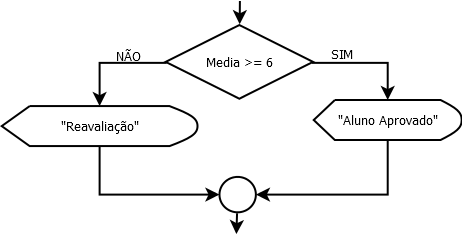 NÃO
Media >= 6
SIM
"Reavaliação"
"Aluno Aprovado"